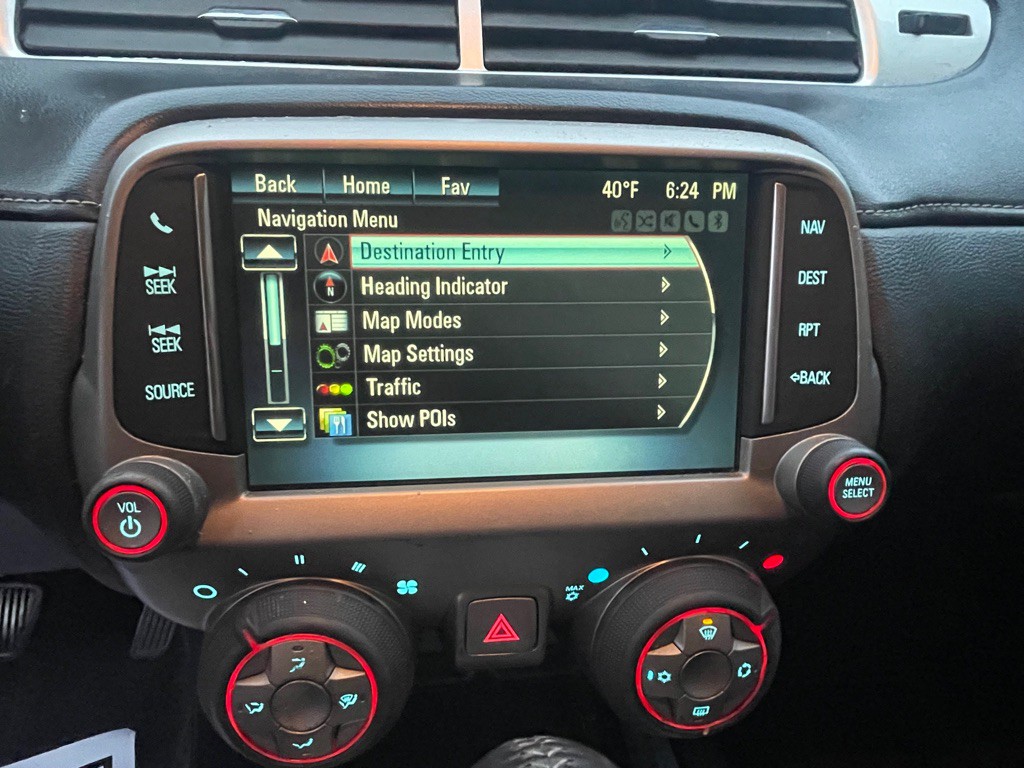 Back Home Fav 40°F 6:24 PM
Navigation Menu
Destination Entry
Heading Indicator
N
Map Modes
Map Settings
Traffic
Show POIs
SEEK
SEEK
SOURCE
NAV
DEST
RPT
BACK
VOL
MENU
SELECT
MAX